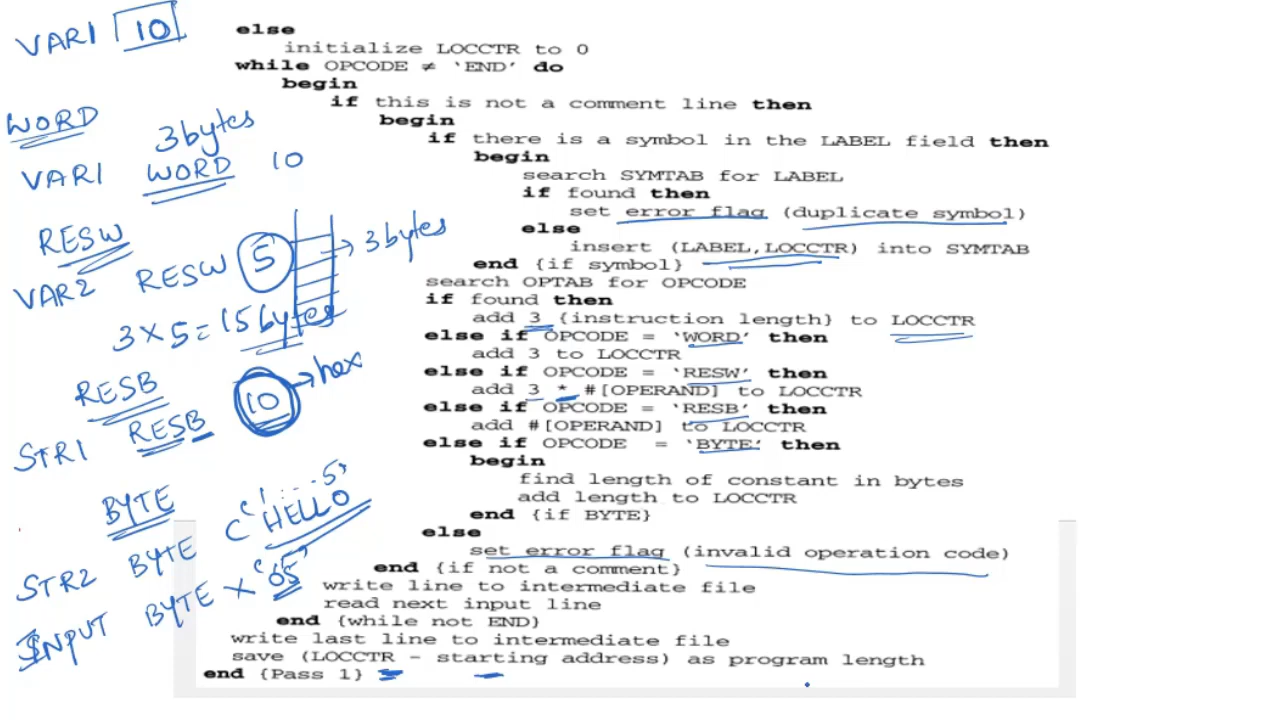 VAR1 10
WORD 3bytes
VAR1 WORD 10
RESW
VAR2 RESW 5 → 3bytes
3 x 5 = 15bytes
RESB
STR1 RESB 10 → hex
BYTE
STR2 BYTE C 'HELLO' 1 . . . . 5
INPUT BYTE X '05'
else
initialize LOCCTR to 0
while OPCODE ≠ 'END' do
begin
if this is not a comment line then
begin
if there is a symbol in the LABEL field then
begin
search SYMTAB for LABEL
if found then
set error flag (duplicate symbol)
else
insert (LABEL,LOCCTR) into SYMTAB
end {if symbol}
search OPTAB for OPCODE
if found then
add 3 {instruction length} to LOCCTR
else if OPCODE = 'WORD' then
add 3 to LOCCTR
else if OPCODE = 'RESW' then
add 3 * #[OPERAND] to LOCCTR
else if OPCODE = 'RESB' then
add #[OPERAND] to LOCCTR
else if OPCODE = 'BYTE' then
begin
find length of constant in bytes
add length to LOCCTR
end {if BYTE}
else
set error flag (invalid operation code)
end {if not a comment}
write line to intermediate file
read next input line
end {while not END}
write last line to intermediate file
save (LOCCTR - starting address) as program length
end {Pass 1}